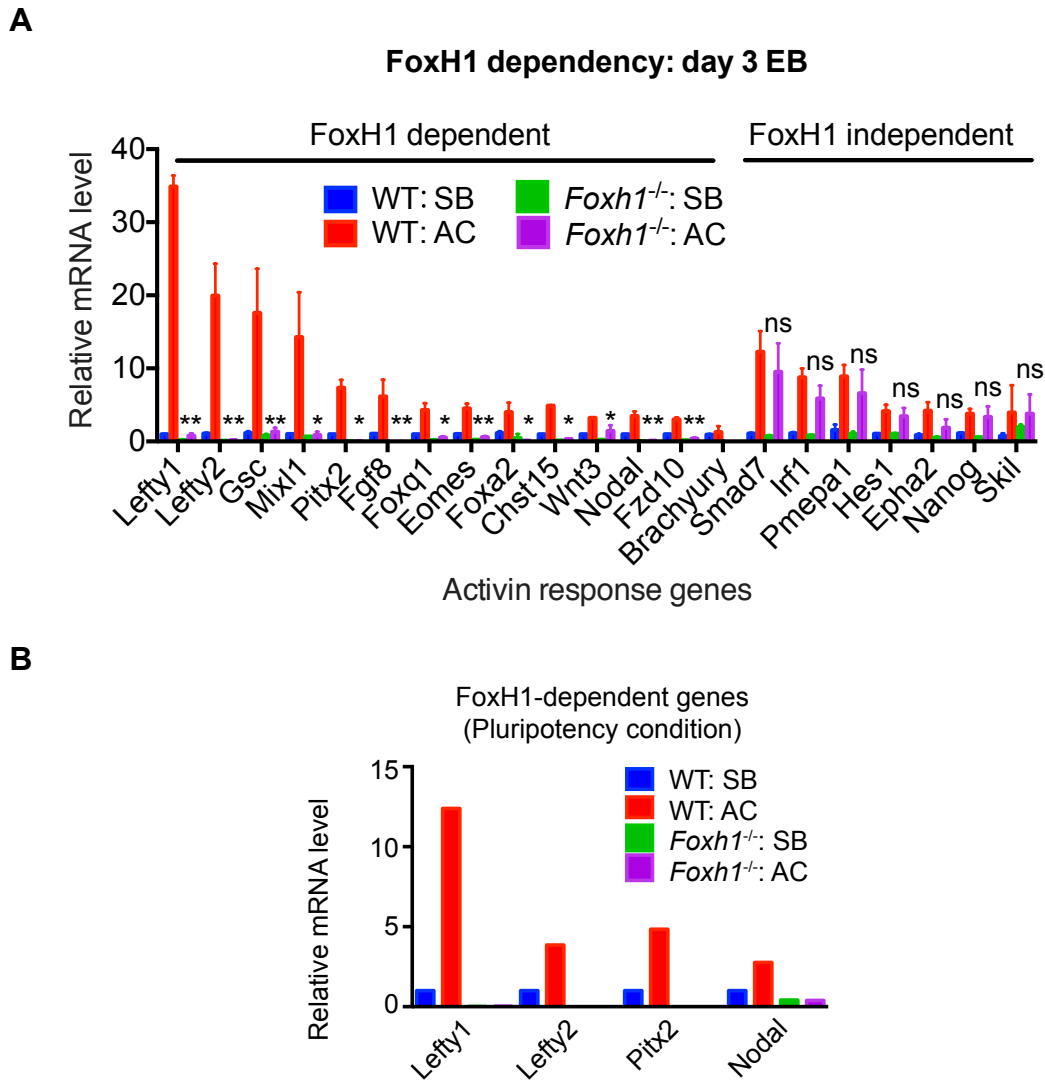 A
FoxH1 dependency: day 3 EB
FoxH1 dependent
FoxH1 independent
Relative mRNA level
40
30
20
10
0
WT: SB
WT: AC
Foxh1-/-: SB
Foxh1-/-: AC
** ** ** * * ** * ** * * * ** **
ns ns ns ns ns ns ns
Lefty1
Lefty2
Gsc
Mixl1
Pitx2
Fgf8
Foxq1
Eomes
Foxa2
Chst15
Wnt3
Nodal
Fzd10
Brachyury
Smad7
Irf1
Pmepa1
Hes1
Epha2
Nanog
Skil
Activin response genes
B
FoxH1-dependent genes
(Pluripotency condition)
Relative mRNA level
15
10
5
0
WT: SB
WT: AC
Foxh1-/-: SB
Foxh1-/-: AC
Lefty1
Lefty2
Pitx2
Nodal